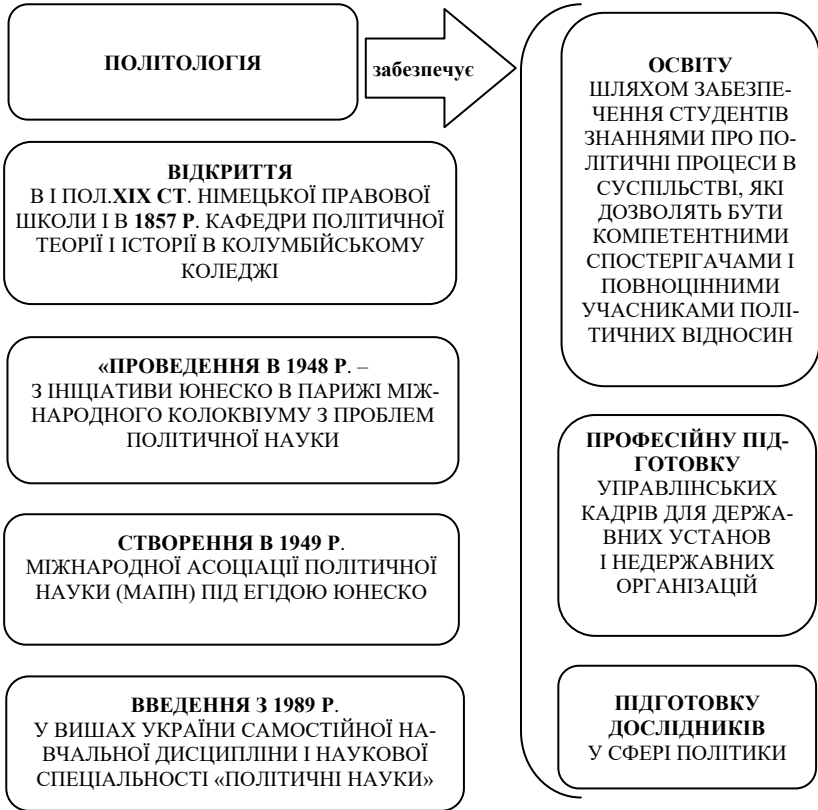 ПОЛІТОЛОГІЯ
забезпечує
ВІДКРИТТЯ
В І ПОЛ.XIX СТ. НІМЕЦЬКОЇ ПРАВОВОЇ
ШКОЛИ І В 1857 Р. КАФЕДРИ ПОЛІТИЧНОЇ
ТЕОРІЇ І ІСТОРІЇ В КОЛУМБІЙСЬКОМУ
КОЛЕДЖІ
«ПРОВЕДЕННЯ В 1948 Р. –
З ІНІЦІАТИВИ ЮНЕСКО В ПАРИЖІ МІЖ-
НАРОДНОГО КОЛОКВІУМУ З ПРОБЛЕМ
ПОЛІТИЧНОЇ НАУКИ
СТВОРЕННЯ В 1949 Р.
МІЖНАРОДНОЇ АСОЦІАЦІЇ ПОЛІТИЧНОЇ
НАУКИ (МАПН) ПІД ЕГІДОЮ ЮНЕСКО
ВВЕДЕННЯ З 1989 Р.
У ВИШАХ УКРАЇНИ САМОСТІЙНОЇ НА-
ВЧАЛЬНОЇ ДИСЦИПЛІНИ І НАУКОВОЇ
СПЕЦІАЛЬНОСТІ «ПОЛІТИЧНІ НАУКИ»
ОСВІТУ
ШЛЯХОМ ЗАБЕЗПЕ-
ЧЕННЯ СТУДЕНТІВ
ЗНАННЯМИ ПРО ПО-
ЛІТИЧНІ ПРОЦЕСИ В
СУСПІЛЬСТВІ, ЯКІ
ДОЗВОЛЯТЬ БУТИ
КОМПЕТЕНТНИМИ
СПОСТЕРІГАЧАМИ І
ПОВНОЦІННИМИ
УЧАСНИКАМИ ПОЛІ-
ТИЧНИХ ВІДНОСИН
ПРОФЕСІЙНУ ПІД-
ГОТОВКУ
УПРАВЛІНСЬКИХ
КАДРІВ ДЛЯ ДЕРЖА-
ВНИХ УСТАНОВ
І НЕДЕРЖАВНИХ
ОРГАНІЗАЦІЙ
ПІДГОТОВКУ
ДОСЛІДНИКІВ
У СФЕРІ ПОЛІТИКИ